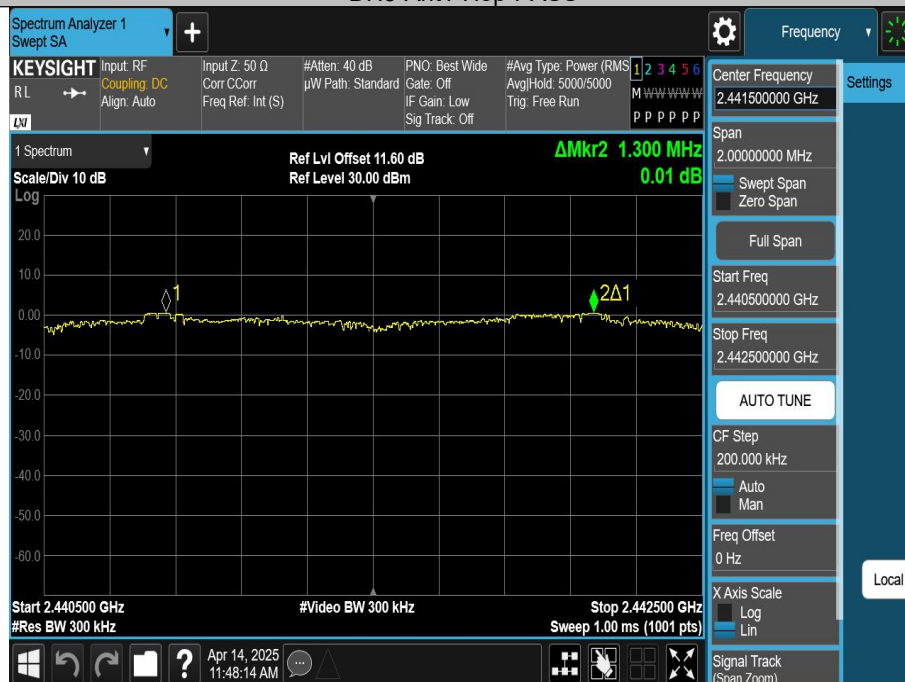 Spectrum Analyzer 1
Swept SA
+
Frequency
KEYSIGHT
RL
LXI
Input: RF
Coupling: DC
Align: Auto
Input Z: 50 Ω
Corr CCorr
Freq Ref: Int (S)
#Atten: 40 dB
µW Path: Standard
PNO: Best Wide
Gate: Off
IF Gain: Low
Sig Track: Off
#Avg Type: Power (RMS
Avg|Hold: 5000/5000
Trig: Free Run
1 2 3 4 5 6
M W W W W W
P P P P P P
1 Spectrum
Scale/Div 10 dB
Log
Ref Lvl Offset 11.60 dB
Ref Level 30.00 dBm
ΔMkr2 1.300 MHz
0.01 dB
20.0
10.0
0.00
-10.0
-20.0
-30.0
-40.0
-50.0
-60.0
1
2Δ1
Start 2.440500 GHz
#Res BW 300 kHz
#Video BW 300 kHz
Stop 2.442500 GHz
Sweep 1.00 ms (1001 pts)
Center Frequency
2.441500000 GHz
Settings
Span
2.00000000 MHz
Swept Span
Zero Span
Full Span
Start Freq
2.440500000 GHz
Stop Freq
2.442500000 GHz
AUTO TUNE
CF Step
200.000 kHz
Auto
Man
Freq Offset
0 Hz
Local
X Axis Scale
Log
Lin
Signal Track
(Span Zoom)
?
Apr 14, 2025
11:48:14 AM